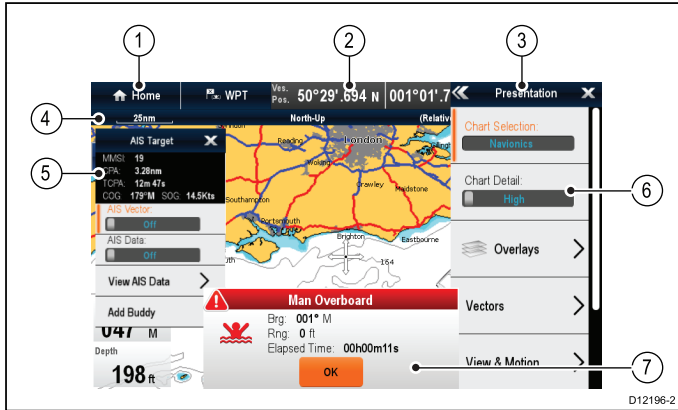 1
2
3
Home
WPT
Ves. Pos. 50°29'.694 N
001°01'.7
Presentation
4
25nm
North-Up
(Relativ
AIS Target
5
MMSI: 19
CPA: 3.28nm
TCPA: 12m 47s
COG: 179°M SOG: 14.5Kts
AIS Vector:
Off
AIS Data:
Off
View AIS Data
Add Buddy
047 M
Depth
198 ft
Reading
London
Woking
Crawley
Maidstone
Southampton
Portsmouth
Brighton
Eastbourne
164
Chart Selection:
Navionics
Chart Detail:
High
6
Overlays
Vectors
View & Motion
Man Overboard
Brg: 001° M
Rng: 0 ft
Elapsed Time: 00h00m11s
OK
7
D12196-2